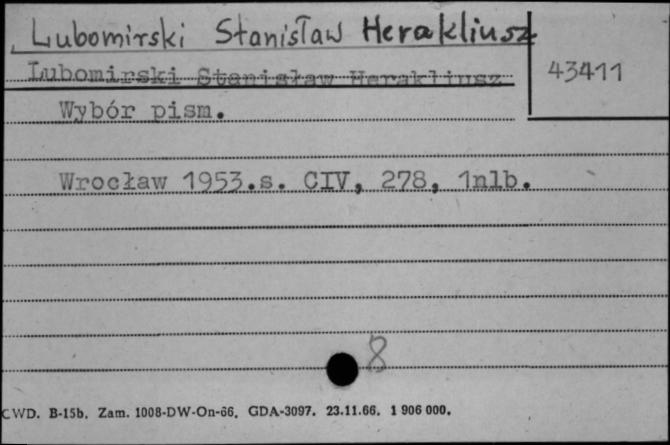 Lubomirski Stanisław Herakliusz
43411
Lubomirski Stanisław Herakliusz
Wybór pism.
Wrocław 1953.s. CIV, 278, 1nlb.
8
CWD. B-15b. Zam. 1008-DW-On-66. GDA-3097. 23.11.66. 1 906 000.